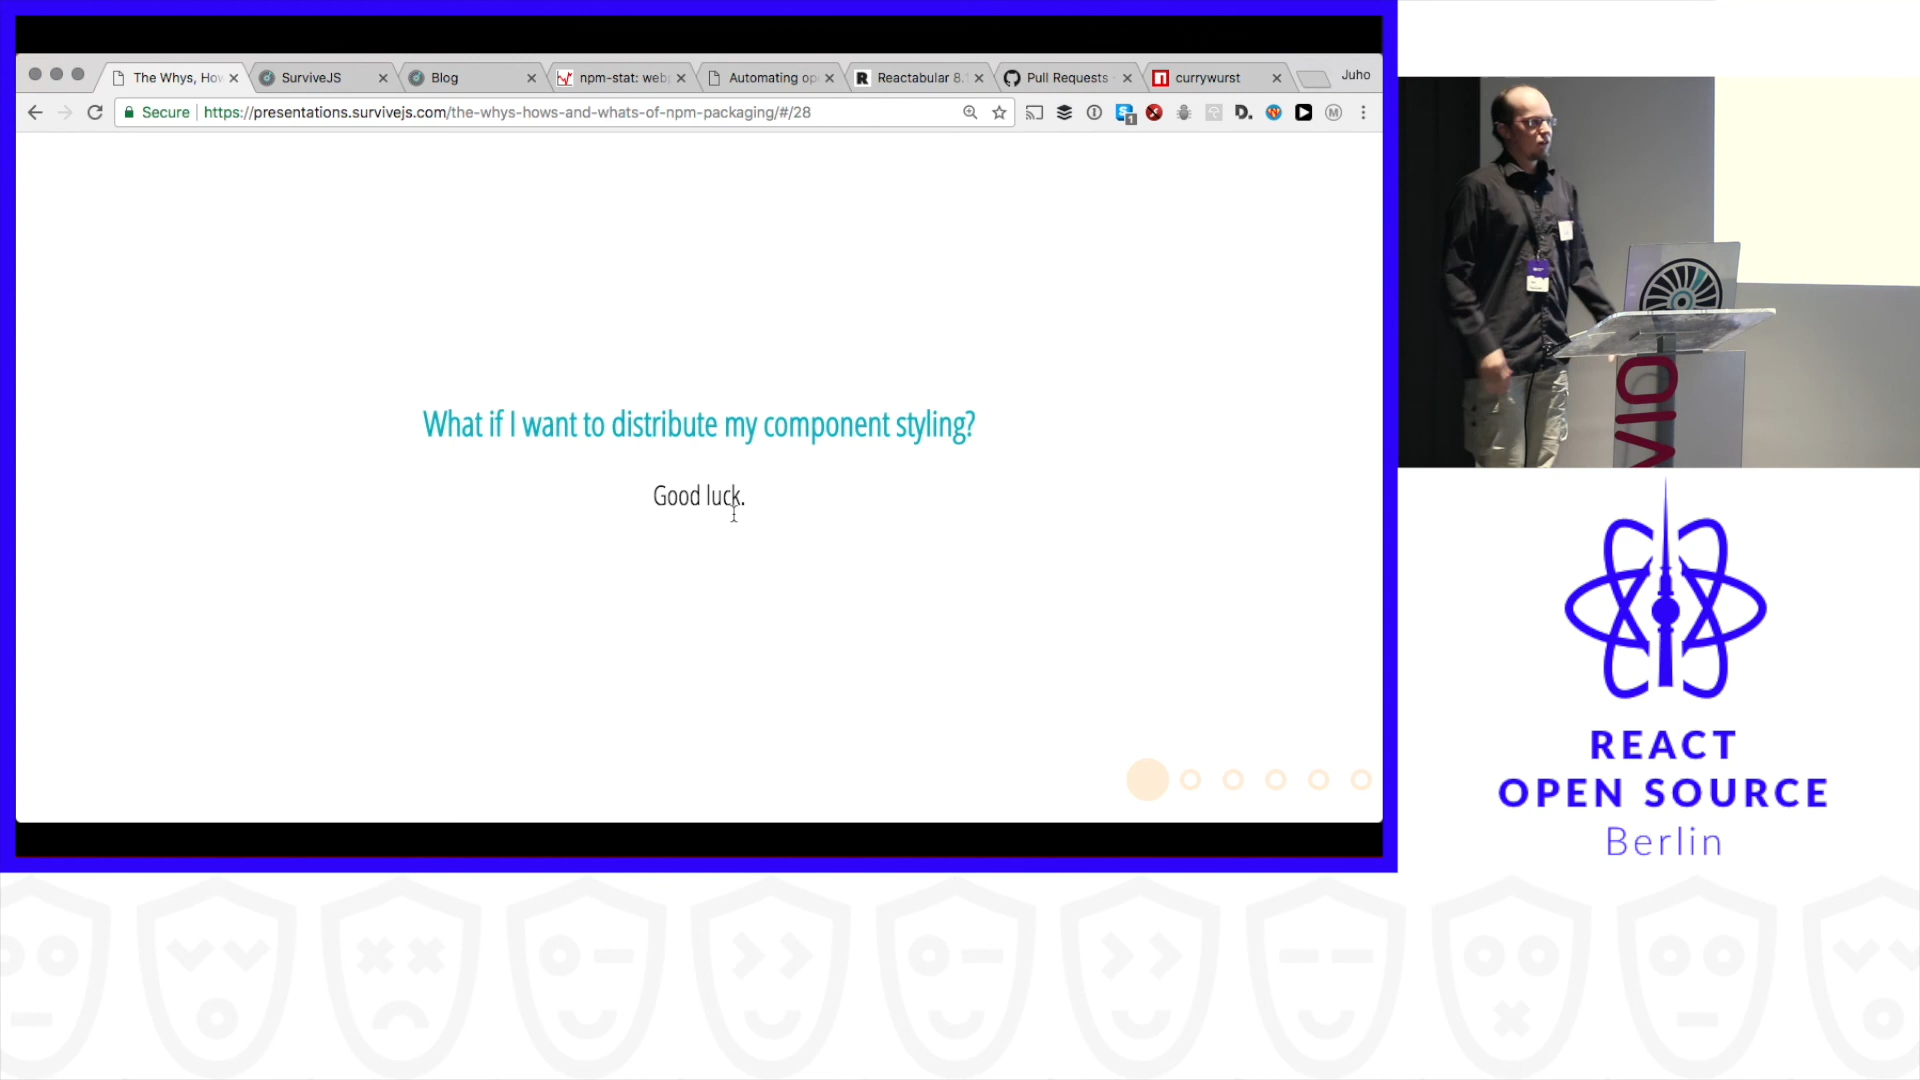 The Whys, How
SurviveJS
Blog
npm-stat: web
Automating op
Reactabular 8.
Pull Requests
currywurst
Juho
Secure
https://presentations.survivejs.com/the-whys-hows-and-whats-of-npm-packaging/#/28
What if I want to distribute my component styling?
Good luck.
REACT
OPEN SOURCE
Berlin